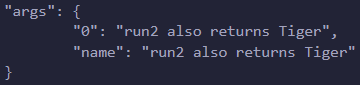 "args": {
"0": "run2 also returns Tiger",
"name": "run2 also returns Tiger"
}